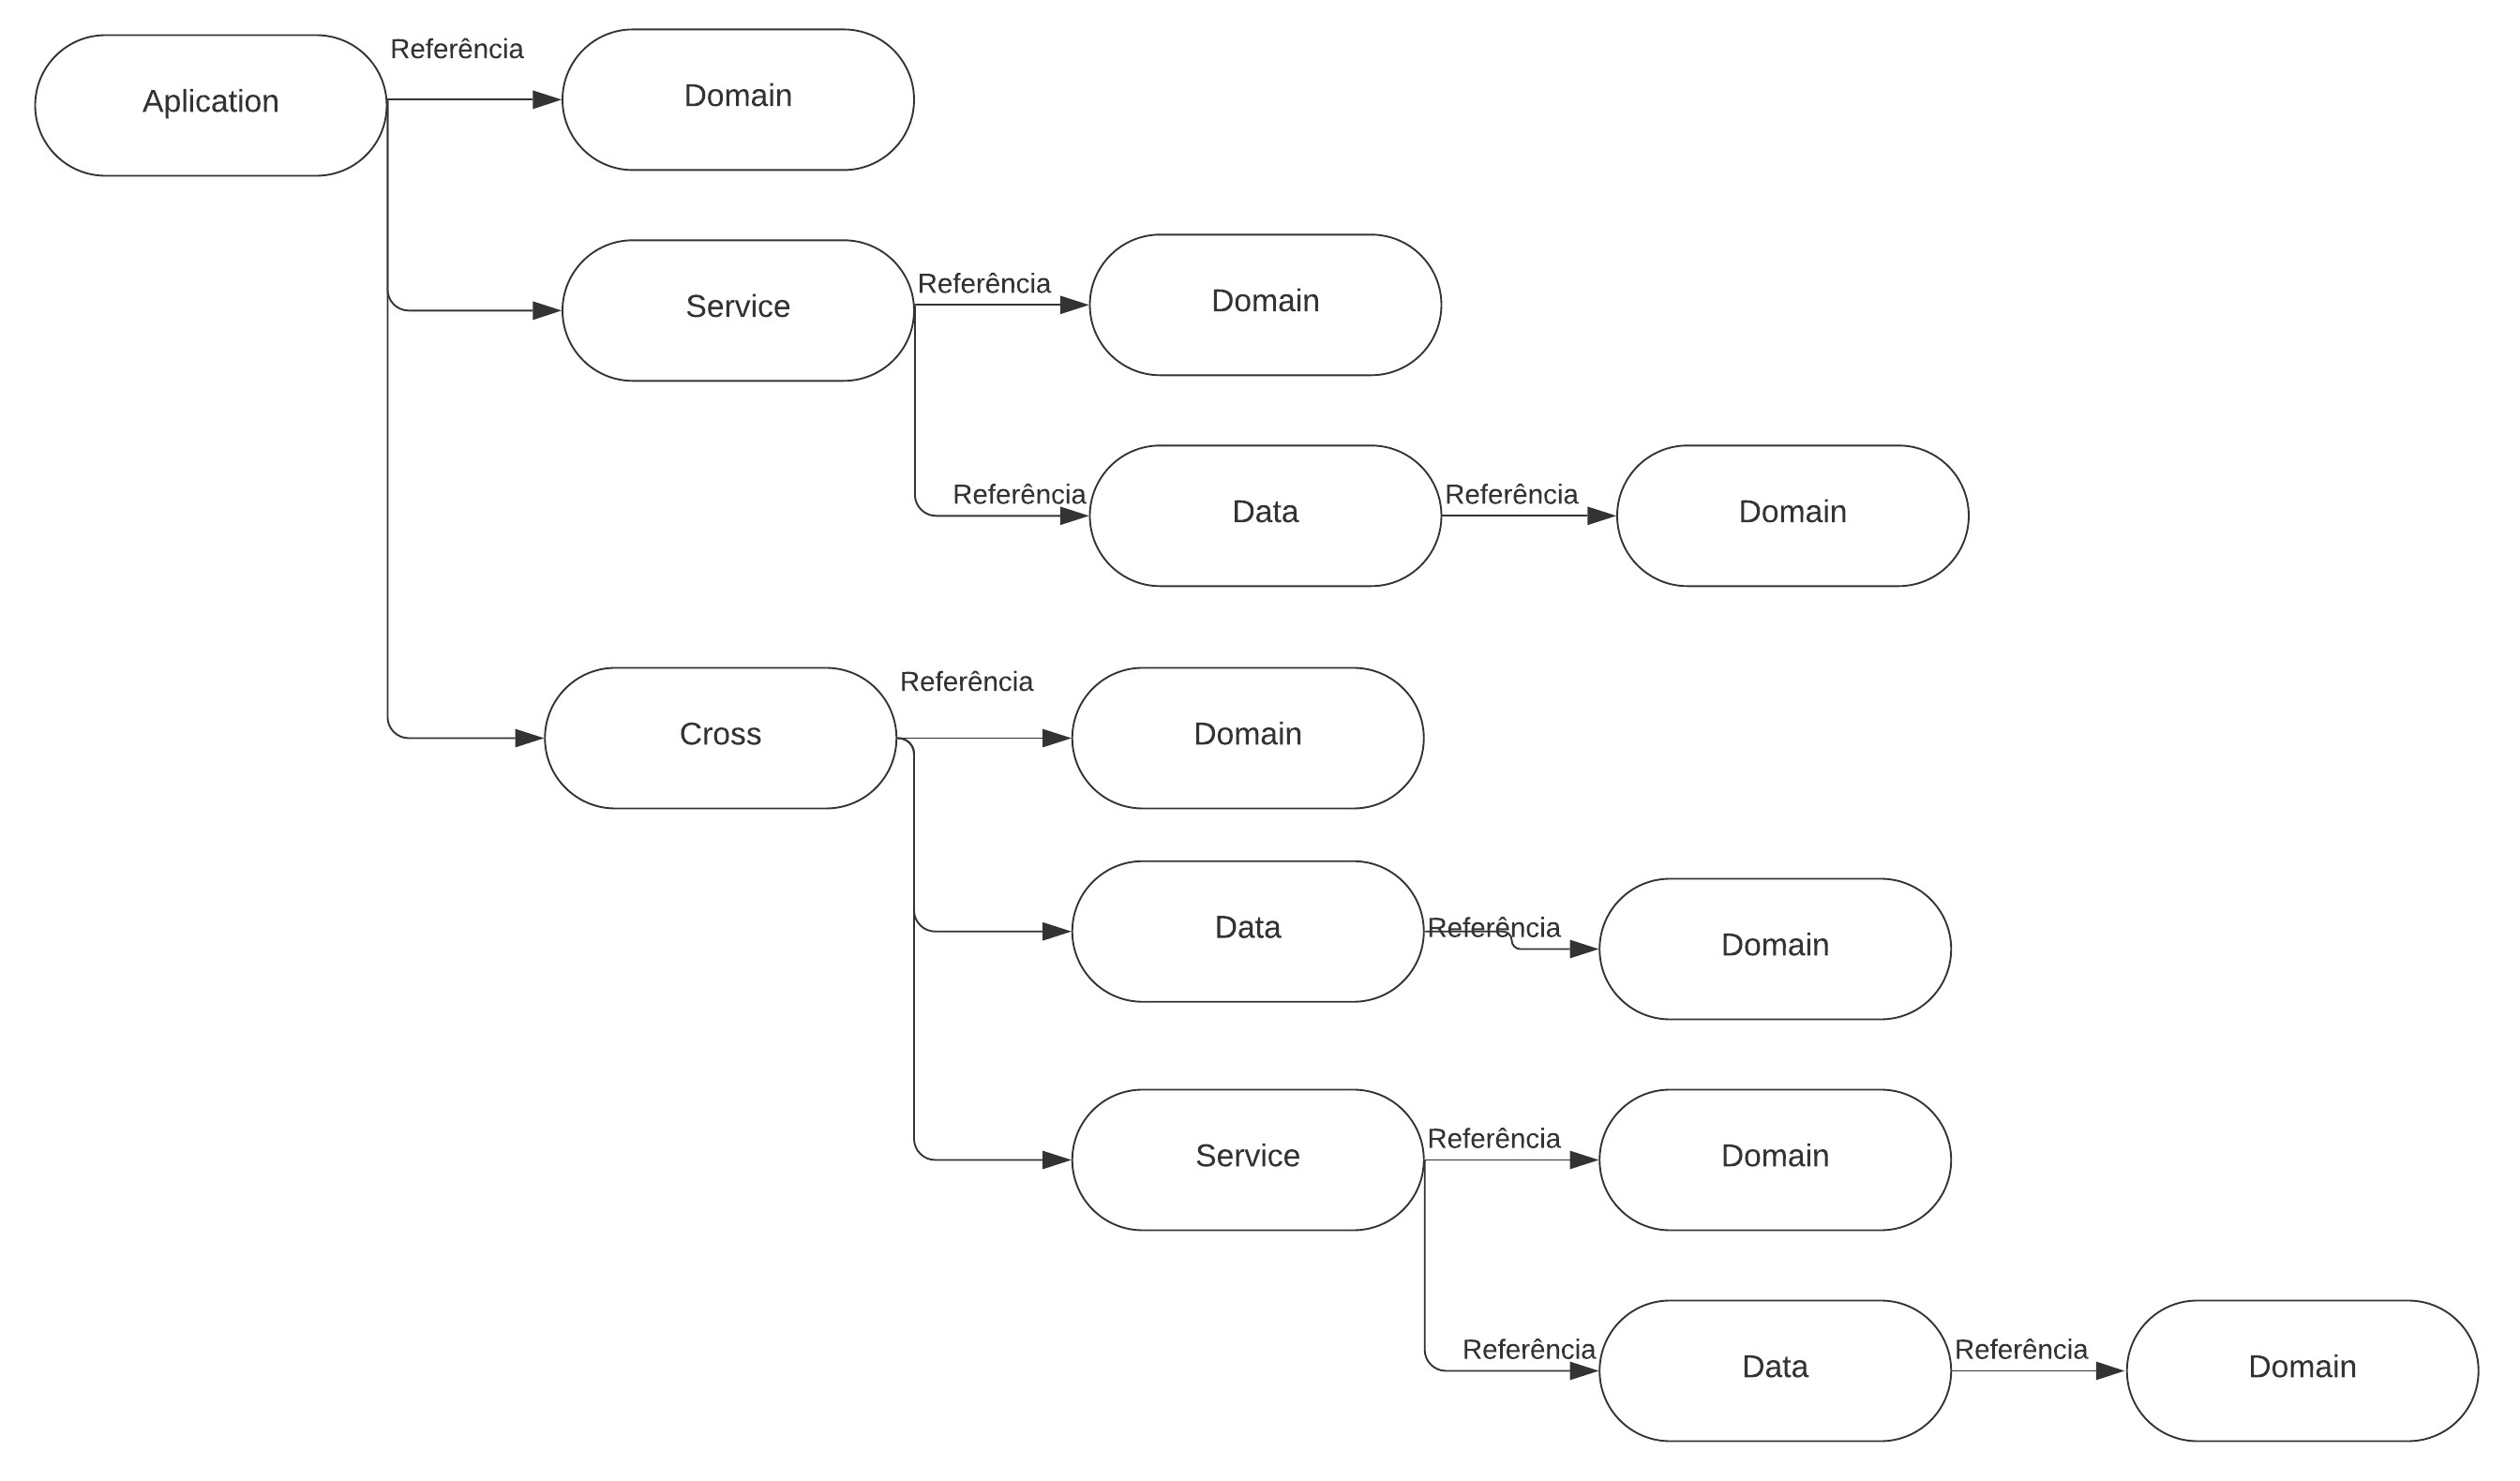 Aplication
Referência
Domain
Service
Referência
Domain
Referência
Data
Referência
Domain
Cross
Referência
Domain
Data
Referência
Domain
Service
Referência
Domain
Referência
Data
Referência
Domain